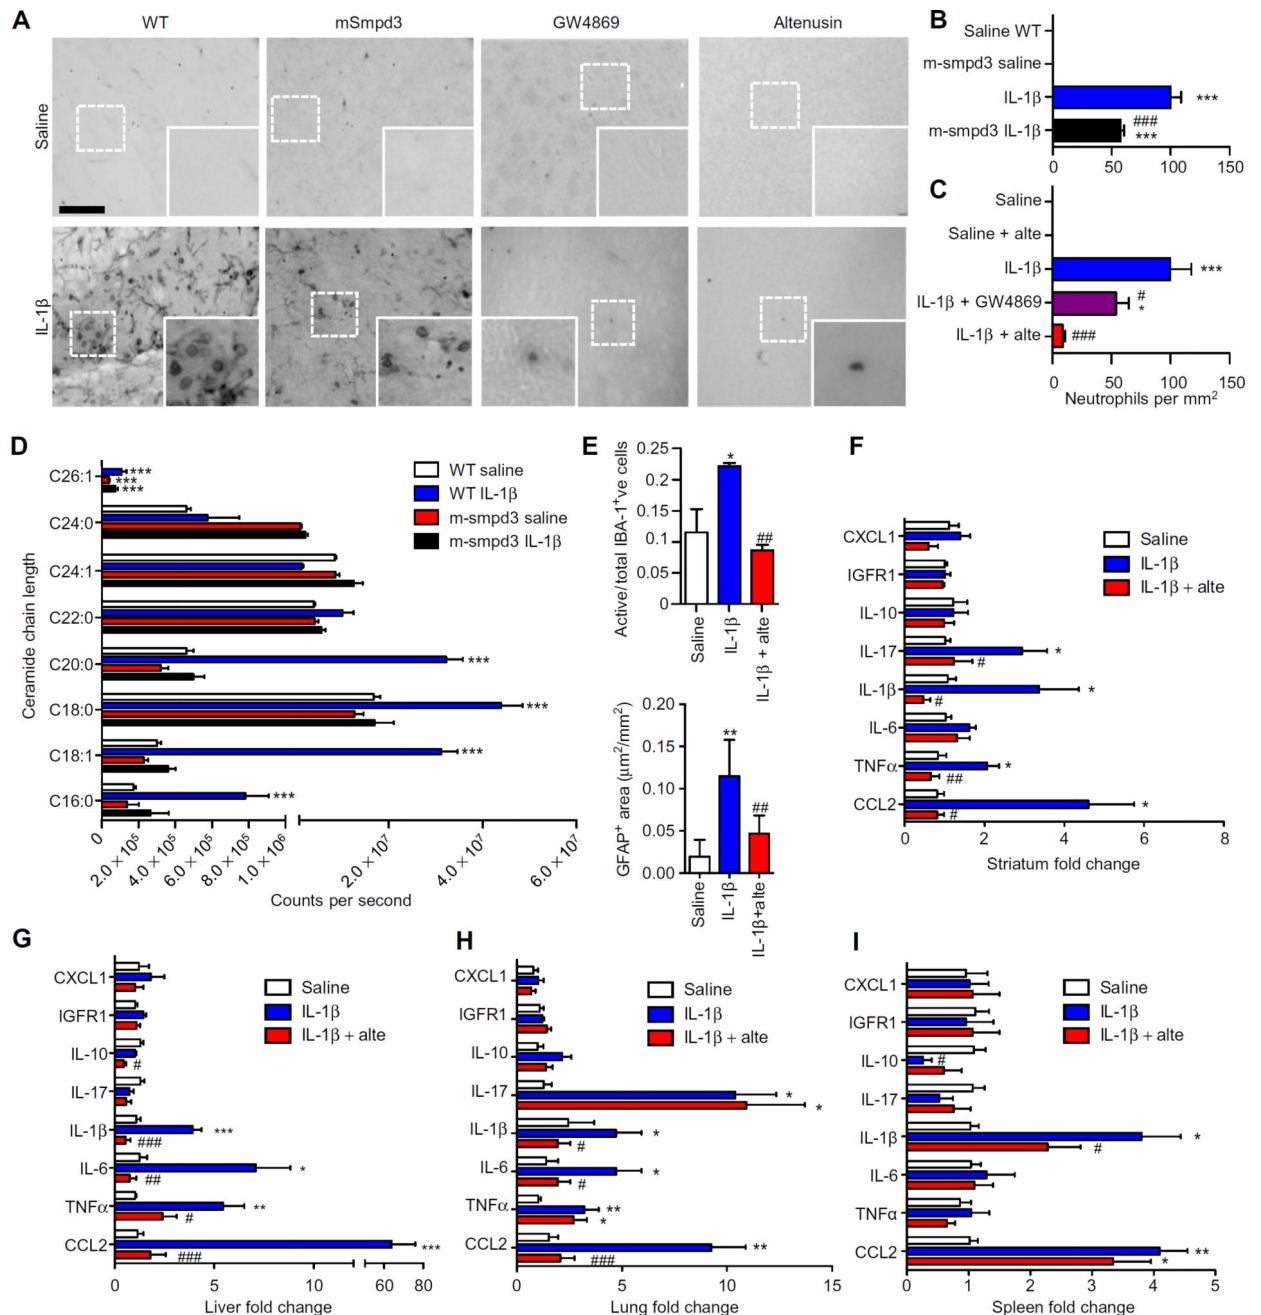 A
WT
mSmpd3
GW4869
Altenusin
Saline
IL-1β
B
Saline WT
m-smpd3 saline
IL-1β
***
m-smpd3 IL-1β
###
***
0
50
100
150
C
Saline
Saline + alte
IL-1β
***
IL-1β + GW4869
#
*
IL-1β + alte
###
0
50
100
150
Neutrophils per mm²
D
Ceramide chain length
C26:1
***
***
***
C24:0
C24:1
C22:0
C20:0
***
C18:0
***
C18:1
***
C16:0
***
WT saline
WT IL-1β
m-smpd3 saline
m-smpd3 IL-1β
0
2.0 × 10⁵
4.0 × 10⁵
6.0 × 10⁵
8.0 × 10⁵
1.0 × 10⁶
2.0 × 10⁷
4.0 × 10⁷
6.0 × 10⁷
Counts per second
E
Active/total IBA-1⁺ve cells
0.25
0.2
0.15
0.1
0.05
0
*
##
Saline
IL-1β
IL-1β + alte
GFAP⁺ area (µm²/mm²)
0.20
0.15
0.10
0.05
0.00
**
##
Saline
IL-1β
IL-1β+alte
F
Saline
IL-1β
IL-1β + alte
CXCL1
IGFR1
IL-10
IL-17
*
#
IL-1β
*
#
IL-6
TNFα
*
##
CCL2
*
#
0
2
4
6
8
Striatum fold change
G
Saline
IL-1β
IL-1β + alte
CXCL1
IGFR1
IL-10
#
IL-17
IL-1β
***
###
IL-6
*
##
TNFα
**
#
CCL2
***
###
0
5
10
60
80
Liver fold change
H
Saline
IL-1β
IL-1β + alte
CXCL1
IGFR1
IL-10
IL-17
*
*
IL-1β
*
#
IL-6
*
#
TNFα
**
*
CCL2
**
###
0
5
10
15
Lung fold change
I
Saline
IL-1β
IL-1β + alte
CXCL1
IGFR1
IL-10
#
IL-17
IL-1β
*
#
IL-6
TNFα
CCL2
**
*
0
1
2
3
4
5
Spleen fold change